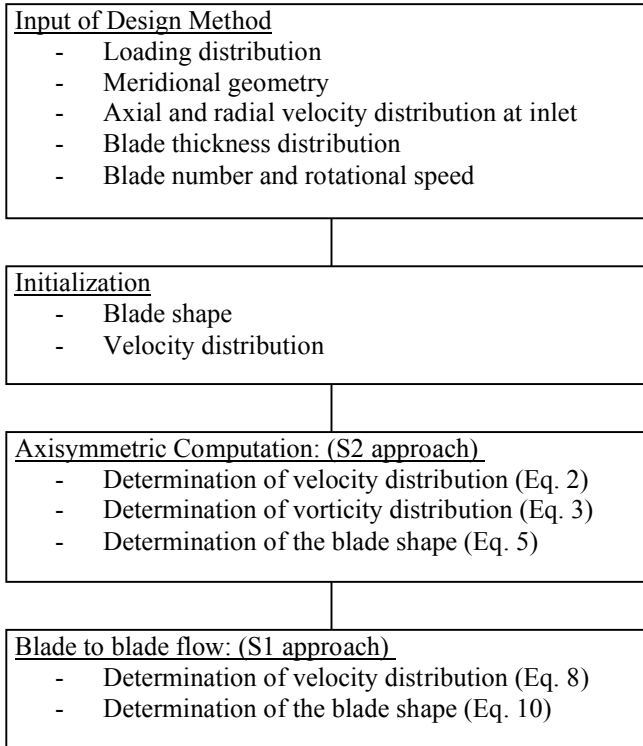 Input of Design Method
- Loading distribution
- Meridional geometry
- Axial and radial velocity distribution at inlet
- Blade thickness distribution
- Blade number and rotational speed
Initialization
- Blade shape
- Velocity distribution
Axisymmetric Computation: (S2 approach)
- Determination of velocity distribution (Eq. 2)
- Determination of vorticity distribution (Eq. 3)
- Determination of the blade shape (Eq. 5)
Blade to blade flow: (S1 approach)
- Determination of velocity distribution (Eq. 8)
- Determination of the blade shape (Eq. 10)